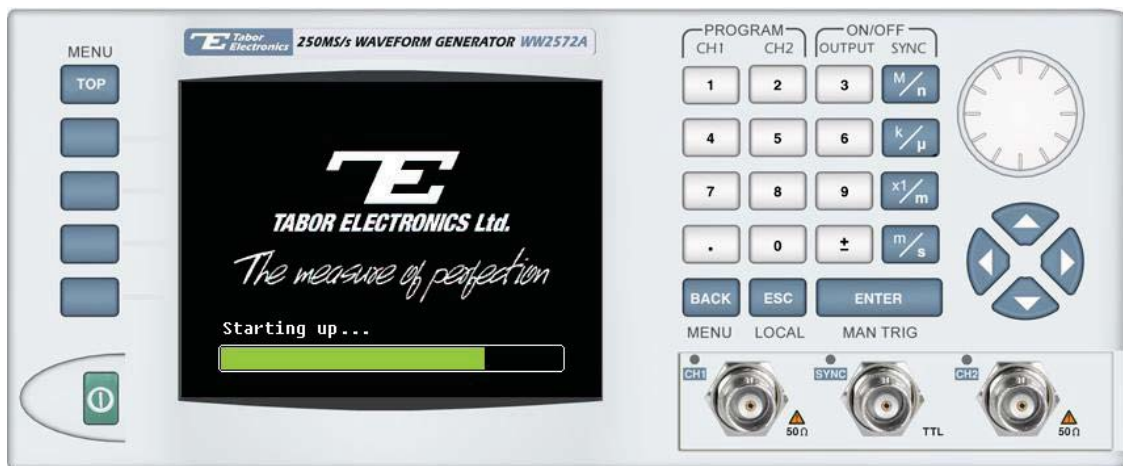 MENU
TOP
TE Tabor Electronics 250MS/s WAVEFORM GENERATOR WW2572A
TE
TABOR ELECTRONICS Ltd.
The measure of perfection
Starting up...
PROGRAM ON/OFF
CH1 CH2 OUTPUT SYNC
1 2 3 M/n
4 5 6 k/µ
7 8 9 x1/m
. 0 ± m/s
BACK ESC ENTER
MENU LOCAL MAN TRIG
CH1 SYNC CH2
50Ω TTL 50Ω